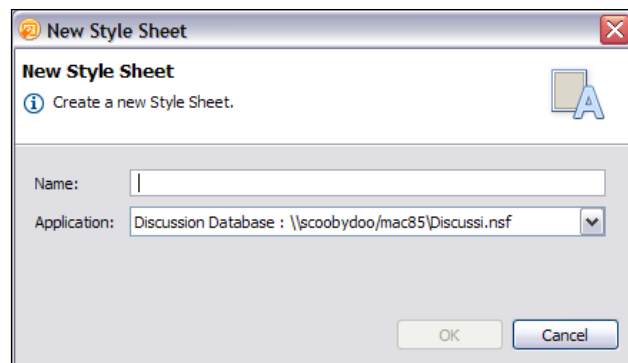 New Style Sheet
New Style Sheet
Create a new Style Sheet.
Name:
Application: Discussion Database : \\scoobydoo/mac85\Discussi.nsf
OK Cancel